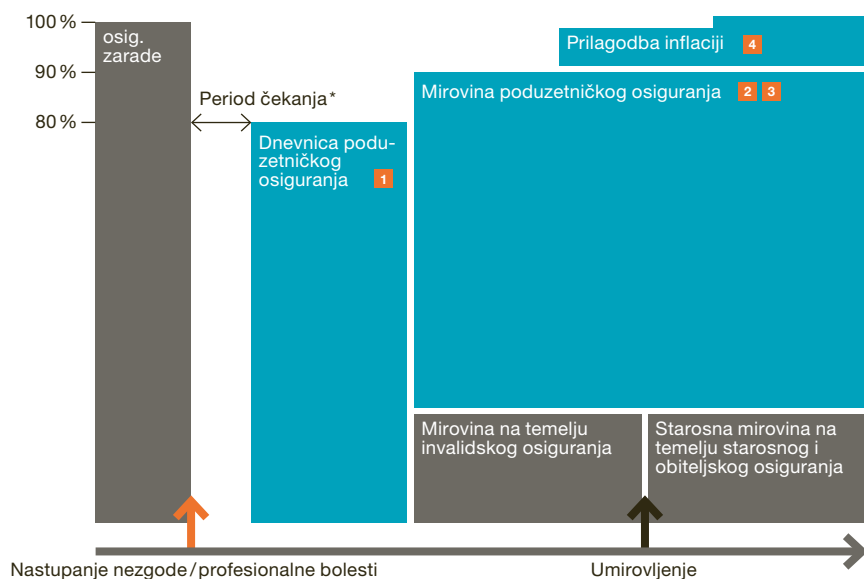 100 %
osig.
zarade
90 %
80 %
Period čekanja*
Dnevnica podu-
zetničkog
osiguranja 1
Prilagodba inflaciji 4
Mirovina poduzetničkog osiguranja 2 3
Mirovina na temelju
invalidskog osiguranja
Starosna mirovina na
temelju starosnog i
obiteljskog osiguranja
Nastupanje nezgode/profesionalne bolesti
Umirovljenje